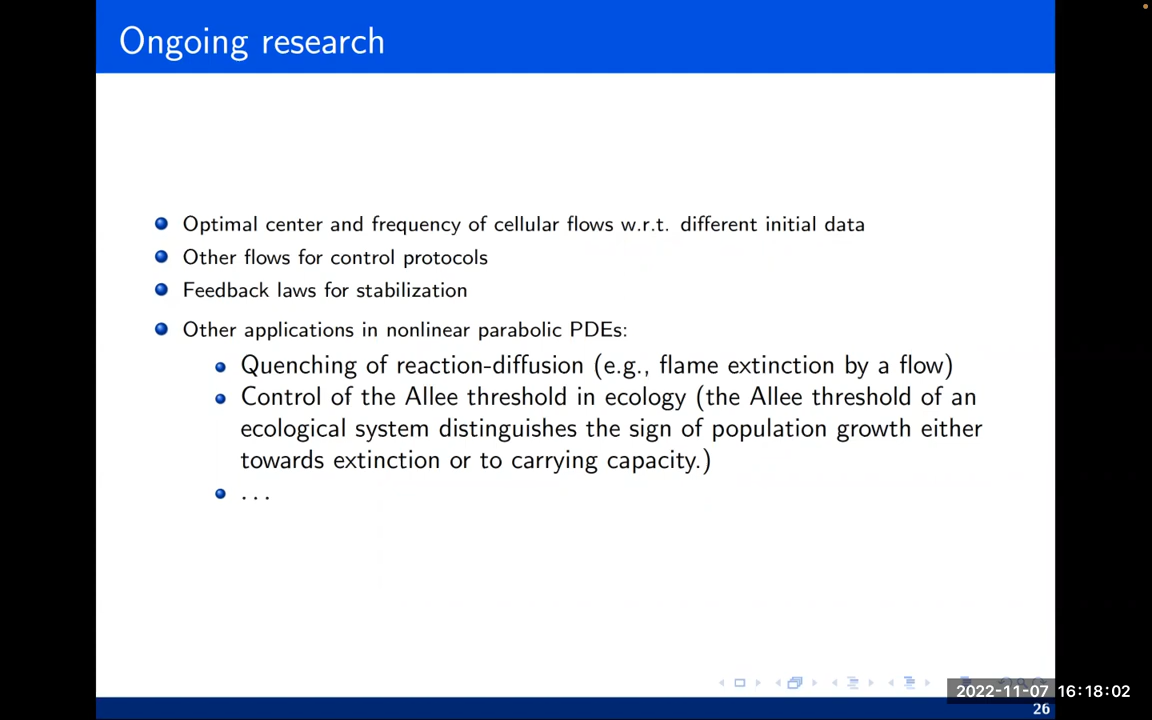 Ongoing research
Optimal center and frequency of cellular flows w.r.t. different initial data
Other flows for control protocols
Feedback laws for stabilization
Other applications in nonlinear parabolic PDEs:
Quenching of reaction-diffusion (e.g., flame extinction by a flow)
Control of the Allee threshold in ecology (the Allee threshold of an
ecological system distinguishes the sign of population growth either
towards extinction or to carrying capacity.)
...
2022-11-07 16:18:02
26